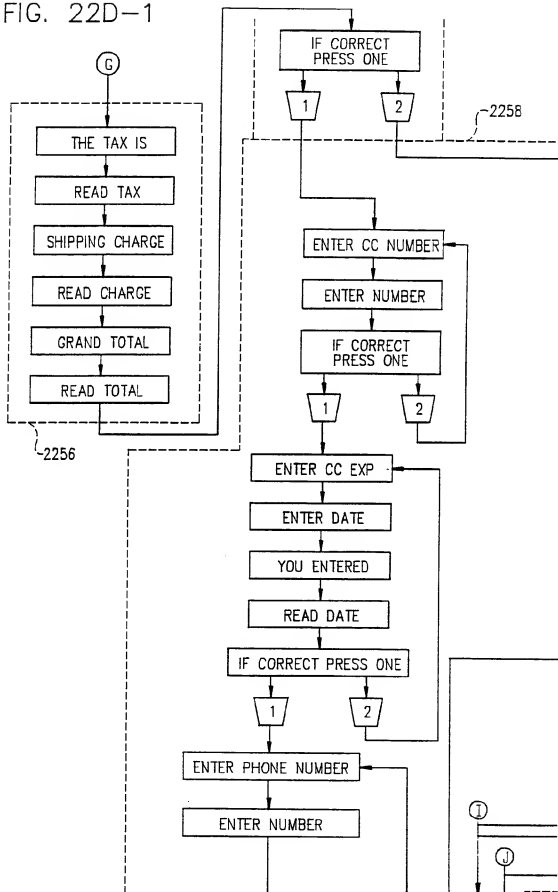 FIG. 22D-1
G
THE TAX IS
READ TAX
SHIPPING CHARGE
READ CHARGE
GRAND TOTAL
READ TOTAL
2256
IF CORRECT
PRESS ONE
1
2
2258
ENTER CC NUMBER
ENTER NUMBER
IF CORRECT
PRESS ONE
1
2
ENTER CC EXP
ENTER DATE
YOU ENTERED
READ DATE
IF CORRECT PRESS ONE
1
2
ENTER PHONE NUMBER
ENTER NUMBER
I
J